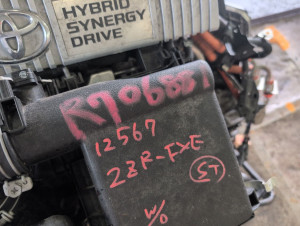 HYBRID
SYNERGY
DRIVE
R706881
12567
2ZR-FXE
ST
W/O